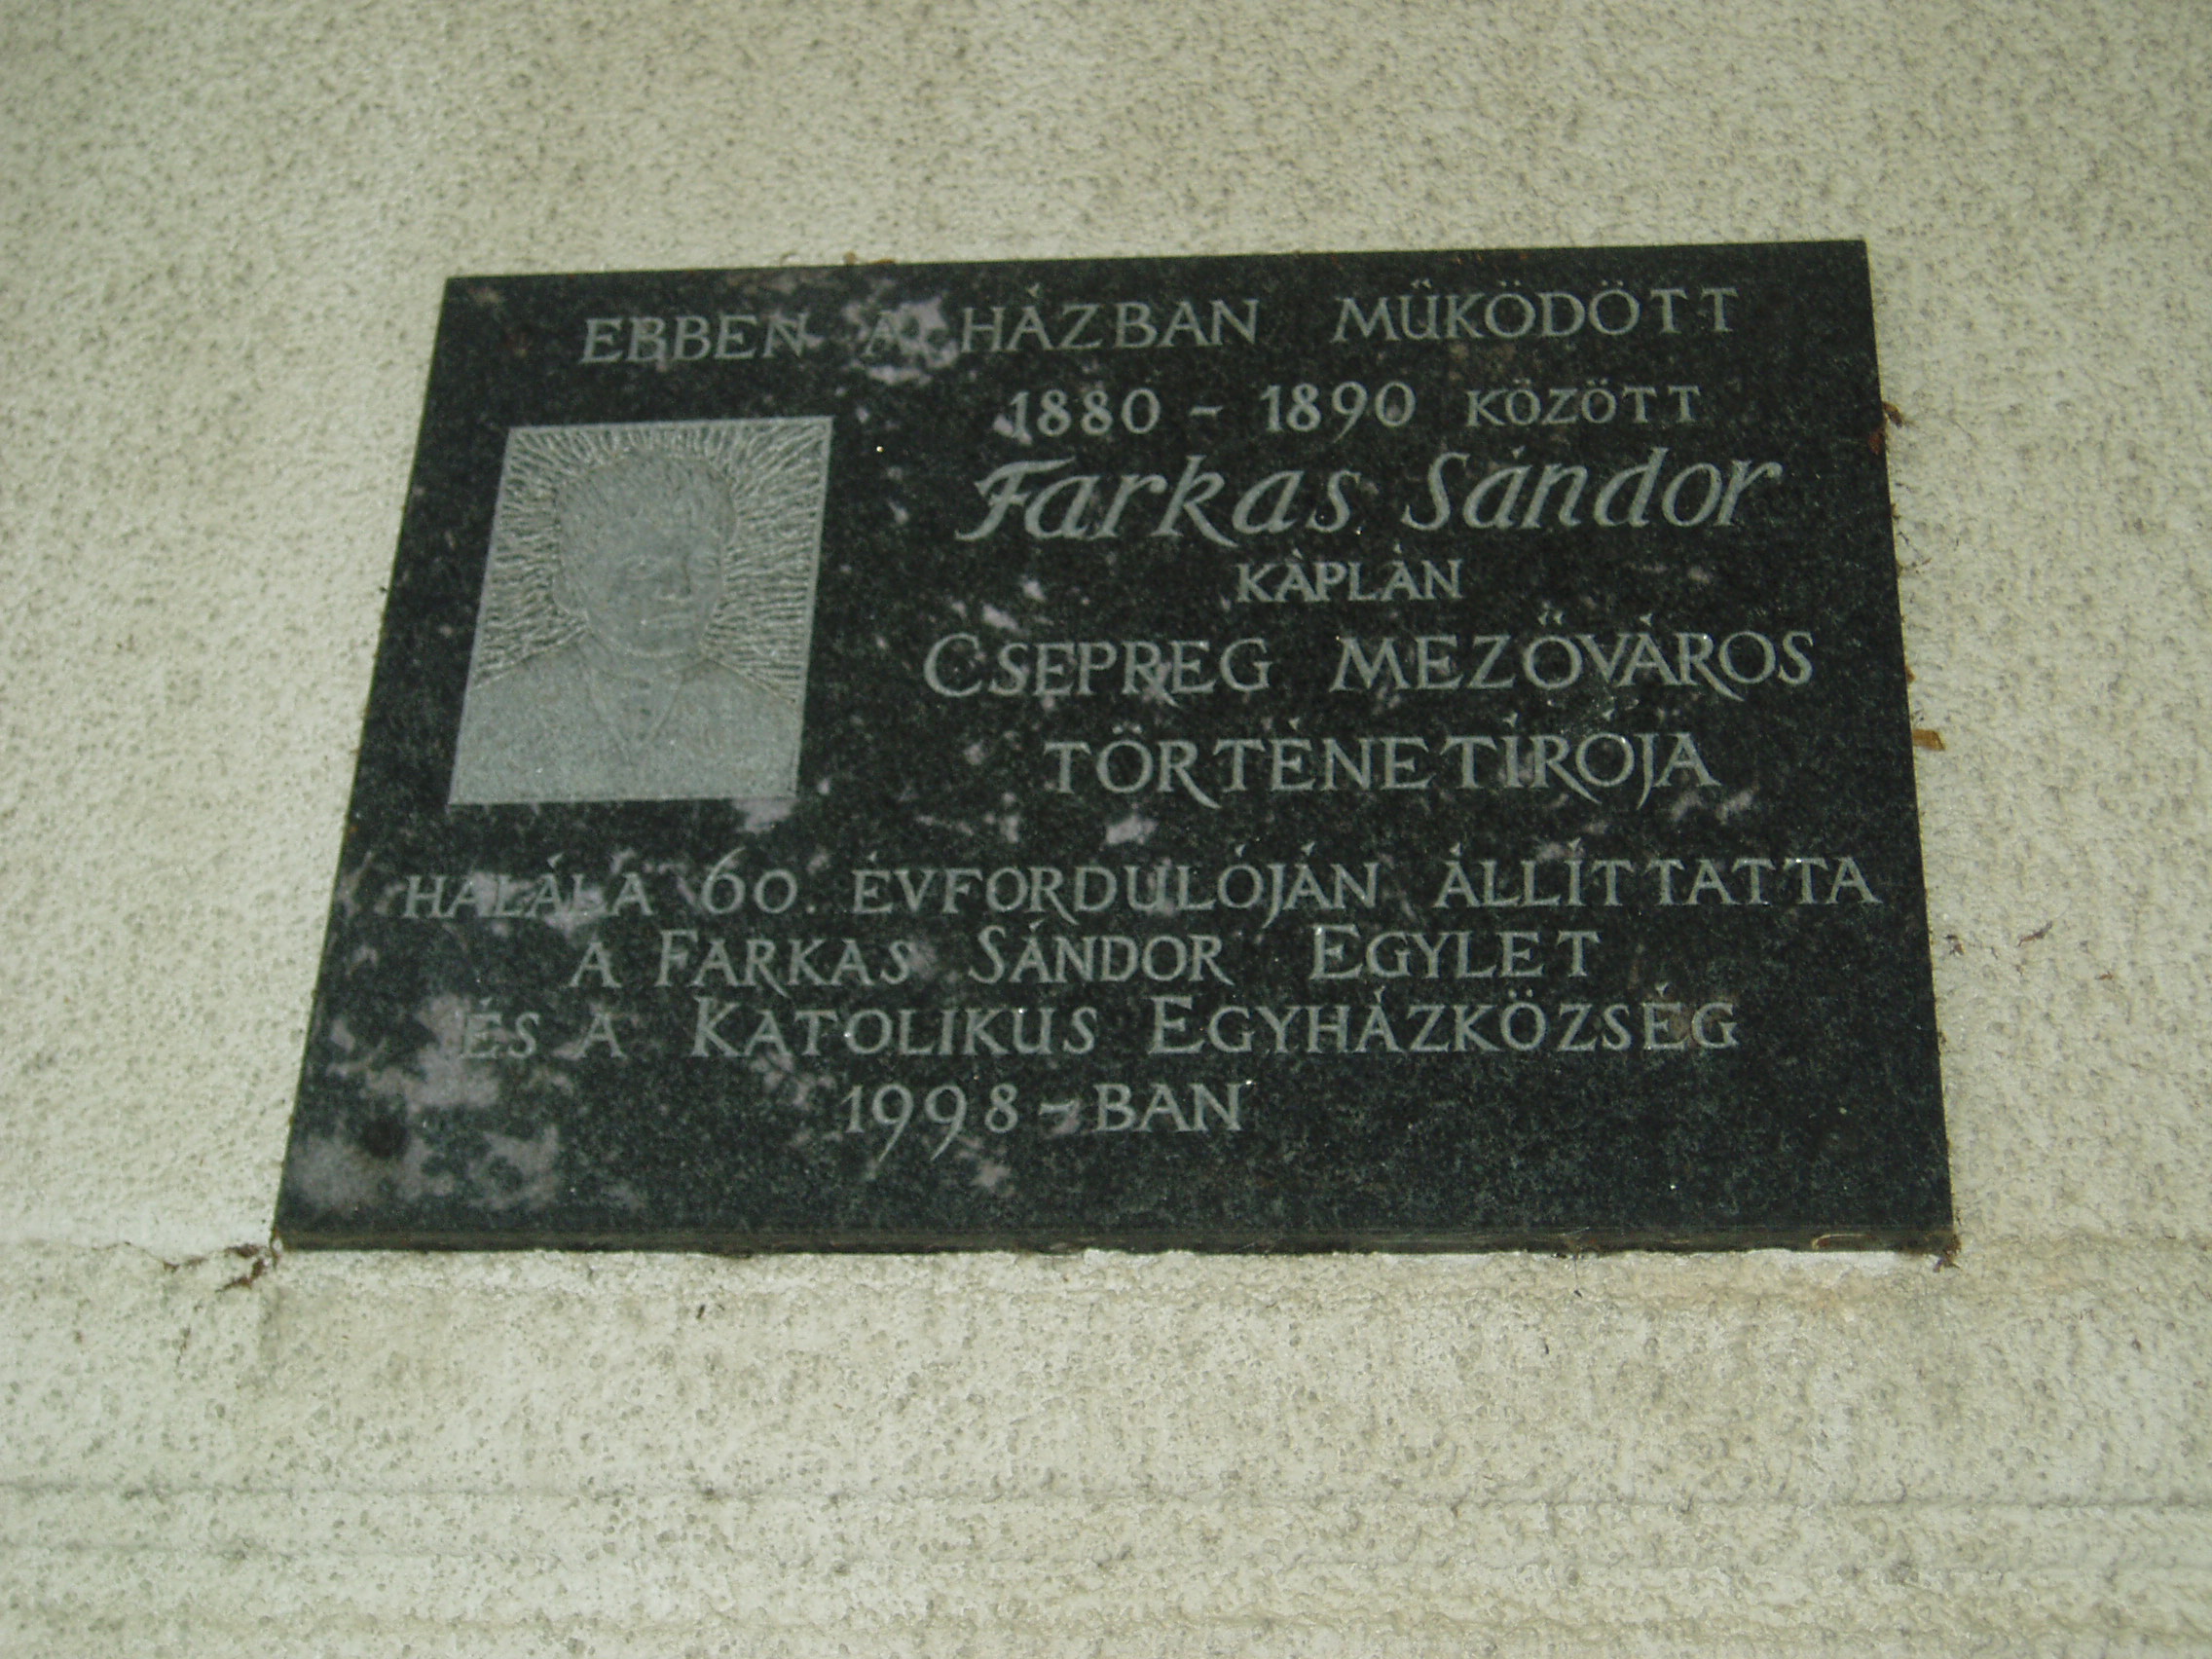 EBBEN A HÁZBAN MŰKÖDÖTT
1880 - 1890 KÖZÖTT
Farkas Sándor
KÁPLÁN
CSEPREG MEZŐVÁROS
TÖRTÉNETÍRÓJA
HALÁLA 60. ÉVFORDULÓJÁN ÁLLÍTTATTA
A FARKAS SÁNDOR EGYLET
ÉS A KATOLIKUS EGYHÁZKÖZSÉG
1998-BAN